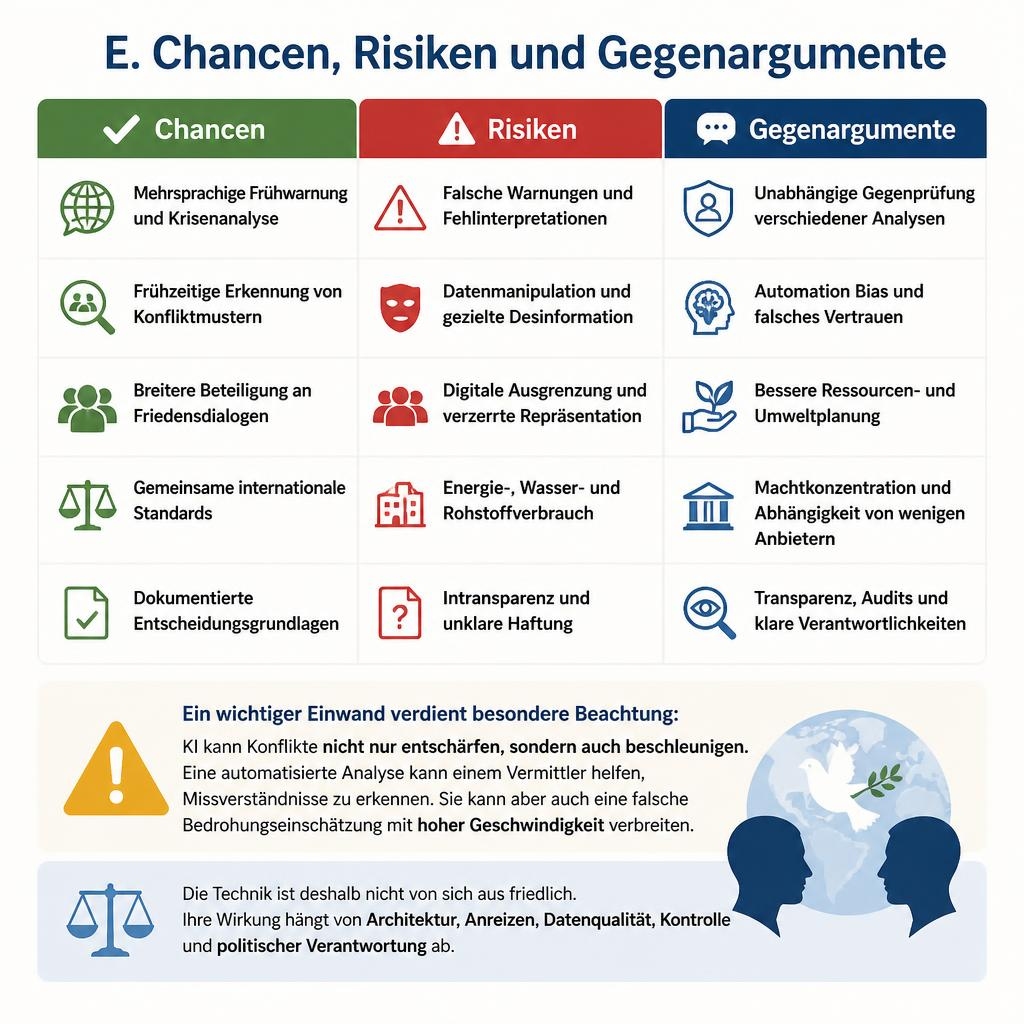 E. Chancen, Risiken und Gegenargumente
Chancen
Risiken
Gegenargumente
Mehrsprachige Frühwarnung
und Krisenanalyse
Falsche Warnungen und
Fehlinterpretationen
Unabhängige Gegenprüfung
verschiedener Analysen
Frühzeitige Erkennung von
Konfliktmustern
Datenmanipulation und
gezielte Desinformation
Automation Bias und
falsches Vertrauen
Breitere Beteiligung an
Friedensdialogen
Digitale Ausgrenzung und
verzerrte Repräsentation
Bessere Ressourcen- und
Umweltplanung
Gemeinsame internationale
Standards
Energie-, Wasser- und
Rohstoffverbrauch
Machtkonzentration und
Abhängigkeit von wenigen
Anbietern
Dokumentierte
Entscheidungsgrundlagen
Intransparenz und
unklare Haftung
Transparenz, Audits und
klare Verantwortlichkeiten
Ein wichtiger Einwand verdient besondere Beachtung:
KI kann Konflikte nicht nur entschärfen, sondern auch beschleunigen.
Eine automatisierte Analyse kann einem Vermittler helfen,
Missverständnisse zu erkennen. Sie kann aber auch eine falsche
Bedrohungseinschätzung mit hoher Geschwindigkeit verbreiten.
Die Technik ist deshalb nicht von sich aus friedlich.
Ihre Wirkung hängt von Architektur, Anreizen, Datenqualität, Kontrolle
und politischer Verantwortung ab.